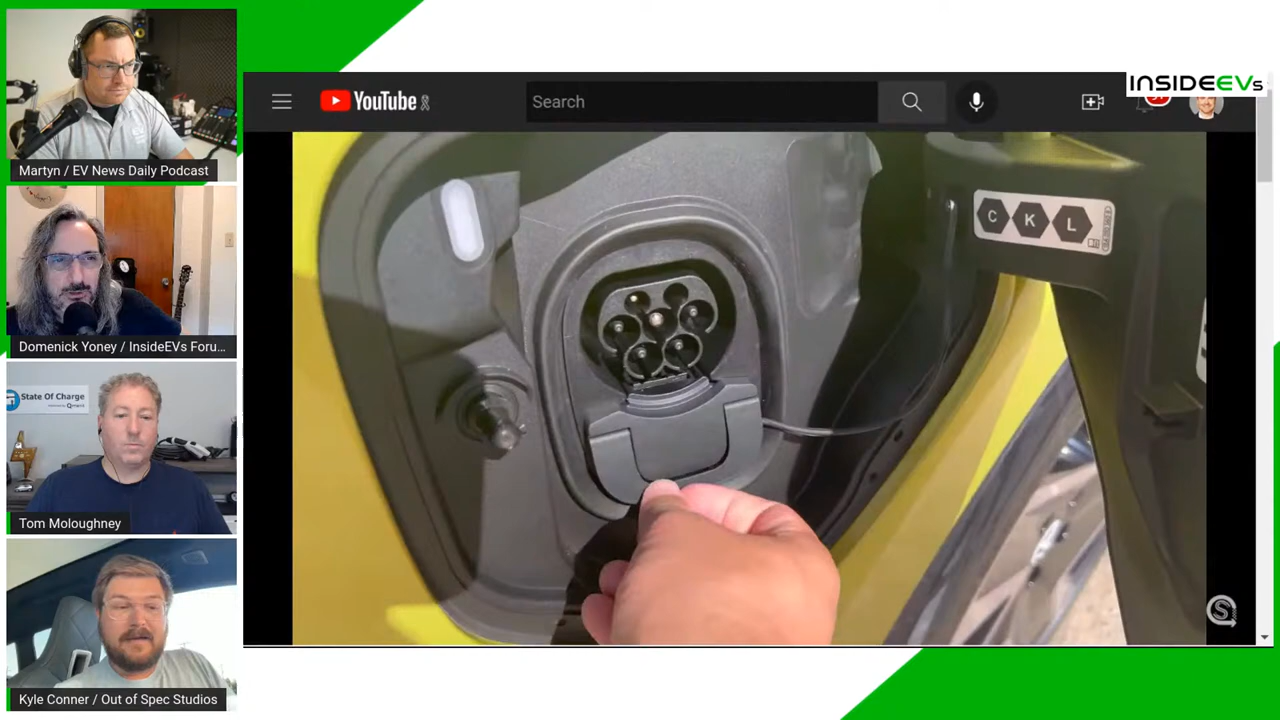 INSIDEEVs
YouTube
Search
C K L
Martyn / EV News Daily Podcast
Domenick Yoney / InsideEVs Foru...
State Of Charge
Tom Moloughney
Kyle Conner / Out of Spec Studios